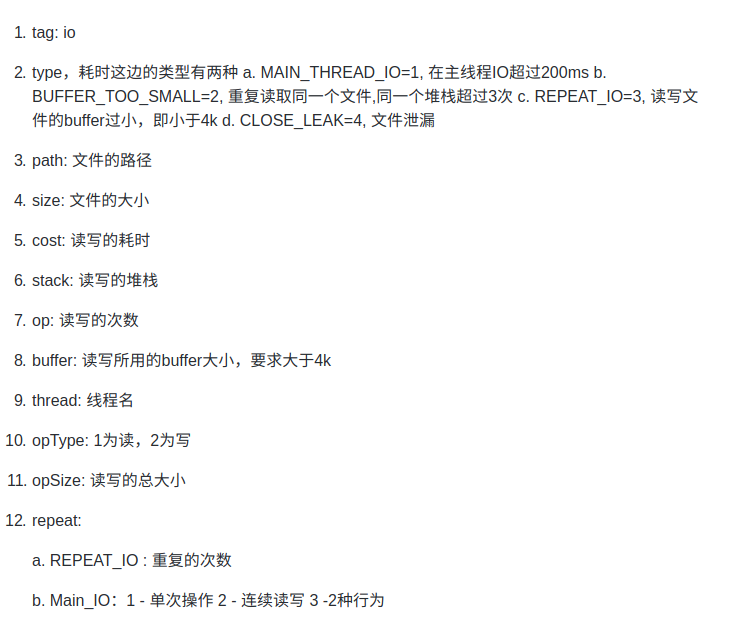 1. tag: io
2. type，耗时这边的类型有两种 a. MAIN_THREAD_IO=1, 在主线程IO超过200ms b.
BUFFER_TOO_SMALL=2, 重复读取同一个文件,同一个堆栈超过3次 c. REPEAT_IO=3, 读写文
件的buffer过小，即小于4k d. CLOSE_LEAK=4, 文件泄漏
3. path: 文件的路径
4. size: 文件的大小
5. cost: 读写的耗时
6. stack: 读写的堆栈
7. op: 读写的次数
8. buffer: 读写所用的buffer大小，要求大于4k
9. thread: 线程名
10. opType: 1为读，2为写
11. opSize: 读写的总大小
12. repeat:
a. REPEAT_IO : 重复的次数
b. Main_IO：1 - 单次操作 2 - 连续读写 3 -2种行为